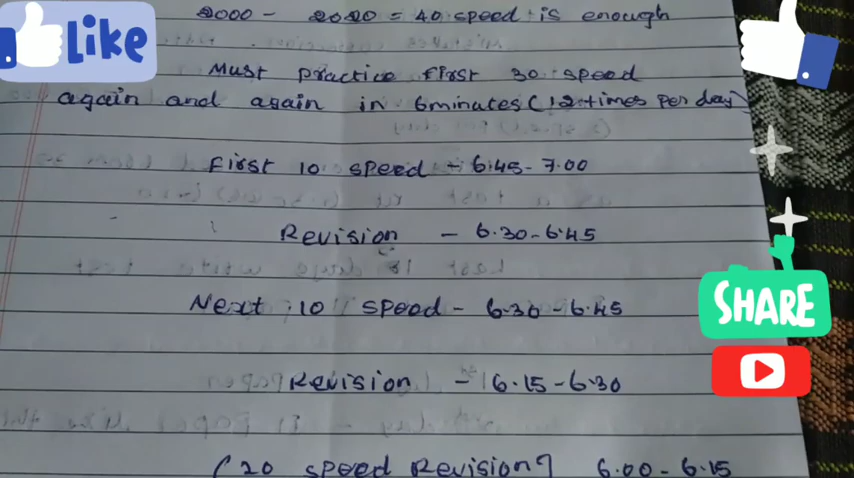 Like
2000 - 2020 = 40 speed is enough
Must practice first 30 speed
again and again in 6minutes (12 times per day)
First 10 speed - 6.45-7.00
Revision - 6.30-6.45
Next 10 speed - 6.30-6.45
SHARE
Revision - 6.15-6.30
(20 speed Revision) 6.00-6.15